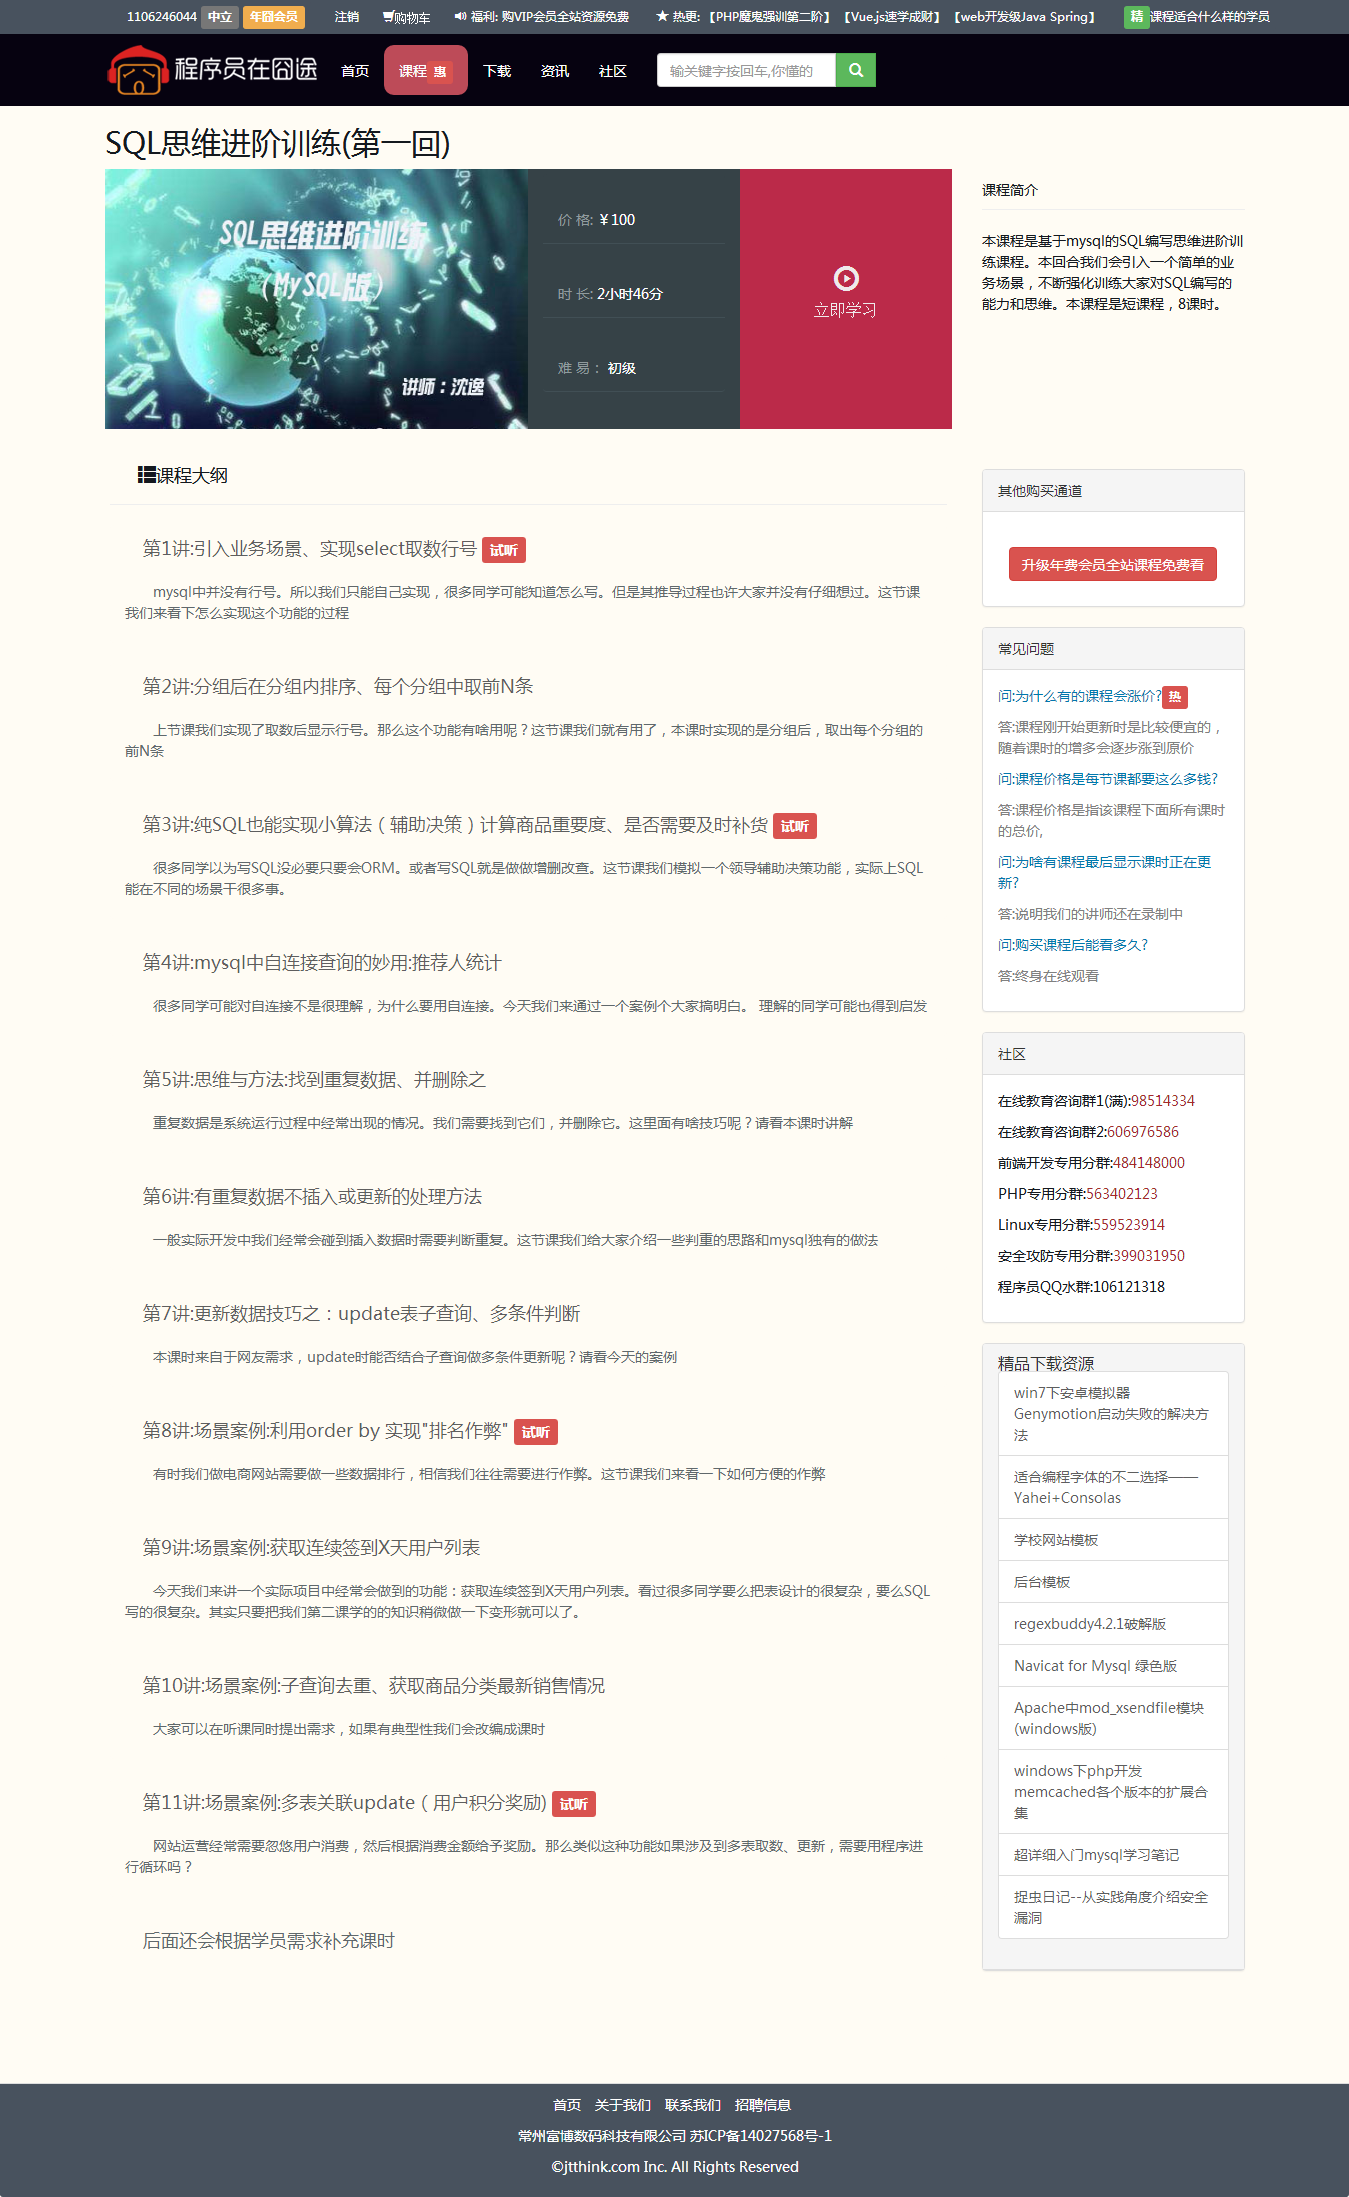 1106246044 中立 年囧会员 注销 购物车 福利: 购VIP会员全站资源免费 热更: 【PHP魔鬼强训第二阶】 【Vue.js速学成财】 【web开发级Java Spring】 精 课程适合什么样的学员
程序员在囧途 首页 课程 惠 下载 资讯 社区 输关键字按回车,你懂的
SQL思维进阶训练(第一回)
SQL思维进阶训练
(MySQL版)
讲师:沈逸
价 格: ¥100
时 长: 2小时46分
难 易: 初级
立即学习
课程简介
本课程是基于mysql的SQL编写思维进阶训
练课程。本回合我们会引入一个简单的业
务场景,不断强化训练大家对SQL编写的
能力和思维。本课程是短课程,8课时。
课程大纲
第1讲:引入业务场景、实现select取数行号 试听
mysql中并没有行号。所以我们只能自己实现,很多同学可能知道怎么写。但是其推导过程也许大家并没有仔细想过。这节课
我们来看下怎么实现这个功能的过程
第2讲:分组后在分组内排序、每个分组中取前N条
上节课我们实现了取数后显示行号。那么这个功能有啥用呢?这节课我们就有用了,本课时实现的是分组后,取出每个分组的
前N条
第3讲:纯SQL也能实现小算法(辅助决策)计算商品重要度、是否需要及时补货 试听
很多同学以为写SQL没必要只要会ORM。或者写SQL就是做做增删改查。这节课我们模拟一个领导辅助决策功能,实际上SQL
能在不同的场景干很多事。
第4讲:mysql中自连接查询的妙用:推荐人统计
很多同学可能对自连接不是很理解,为什么要用自连接。今天我们来通过一个案例个大家搞明白。 理解的同学可能也得到启发
第5讲:思维与方法:找到重复数据、并删除之
重复数据是系统运行过程中经常出现的情况。我们需要找到它们,并删除它。这里面有啥技巧呢?请看本课时讲解
第6讲:有重复数据不插入或更新的处理方法
一般实际开发中我们经常会碰到插入数据时需要判断重复。这节课我们给大家介绍一些判重的思路和mysql独有的做法
第7讲:更新数据技巧之:update表子查询、多条件判断
本课时来自于网友需求,update时能否结合子查询做多条件更新呢?请看今天的案例
第8讲:场景案例:利用order by 实现"排名作弊" 试听
有时我们做电商网站需要做一些数据排行,相信我们往往需要进行作弊。这节课我们来看一下如何方便的作弊
第9讲:场景案例:获取连续签到X天用户列表
今天我们来讲一个实际项目中经常会做到的功能:获取连续签到X天用户列表。看过很多同学要么把表设计的很复杂,要么SQL
写的很复杂。其实只要把我们第二课学的的知识稍微做一下变形就可以了。
第10讲:场景案例:子查询去重、获取商品分类最新销售情况
大家可以在听课同时提出需求,如果有典型性我们会改编成课时
第11讲:场景案例:多表关联update(用户积分奖励) 试听
网站运营经常需要忽悠用户消费,然后根据消费金额给予奖励。那么类似这种功能如果涉及到多表取数、更新,需要用程序进
行循环吗?
后面还会根据学员需求补充课时
其他购买通道
升级年费会员全站课程免费看
常见问题
问:为什么有的课程会涨价? 热
答:课程刚开始更新时是比较便宜的,
随着课时的增多会逐步涨到原价
问:课程价格是每节课都要这么多钱?
答:课程价格是指该课程下面所有课时
的总价,
问:为啥有课程最后显示课时正在更
新?
答:说明我们的讲师还在录制中
问:购买课程后能看多久?
答:终身在线观看
社区
在线教育咨询群1(满):98514334
在线教育咨询群2:606976586
前端开发专用分群:484148000
PHP专用分群:563402123
Linux专用分群:559523914
安全攻防专用分群:399031950
程序员QQ水群:106121318
精品下载资源
win7下安卓模拟器
Genymotion启动失败的解决方
法
适合编程字体的不二选择——
Yahei+Consolas
学校网站模板
后台模板
regexbuddy4.2.1破解版
Navicat for Mysql 绿色版
Apache中mod_xsendfile模块
(windows版)
windows下php开发
memcached各个版本的扩展合
集
超详细入门mysql学习笔记
捉虫日记--从实践角度介绍安全
漏洞
首页 关于我们 联系我们 招聘信息
常州富博数码科技有限公司 苏ICP备14027568号-1
©jtthink.com Inc. All Rights Reserved